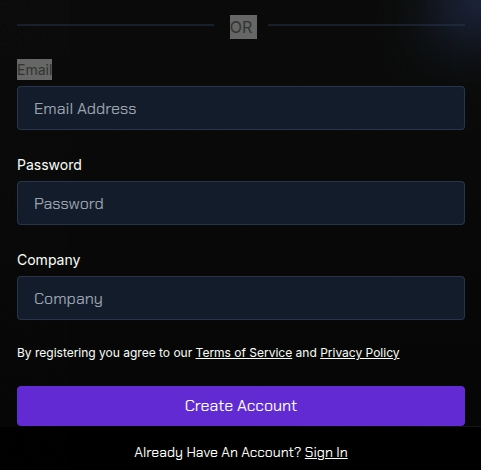 OR
Email
Email Address
Password
Password
Company
Company
By registering you agree to our Terms of Service and Privacy Policy
Create Account
Already Have An Account? Sign In